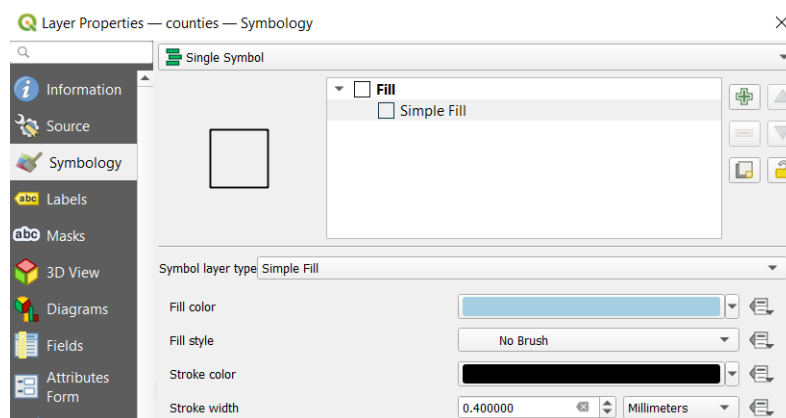 Layer Properties — counties — Symbology
Single Symbol
Information
Source
Symbology
abc Labels
abc Masks
3D View
Diagrams
Fields
Attributes
Form
Fill
Simple Fill
Symbol layer type Simple Fill
Fill color
Fill style No Brush
Stroke color
Stroke width 0.400000 Millimeters